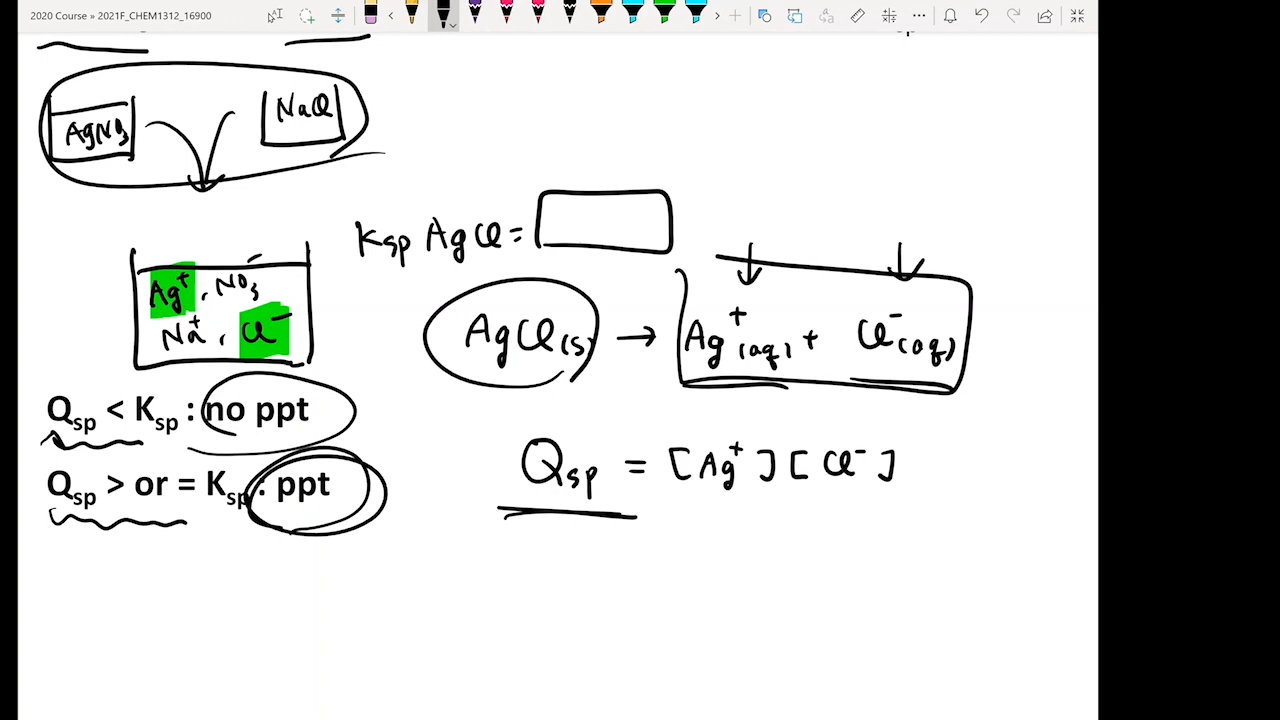 2020 Course » 2021F_CHEM1312_16900
sp
AgNO₃ NaCl
Ksp AgCl =
Ag⁺, NO₃⁻
Na⁺, Cl⁻
AgCl(s) → Ag⁺(aq) + Cl⁻(aq)
Qsp < Ksp : no ppt
Qsp > or = Ksp : ppt
Qsp = [Ag⁺][Cl⁻]